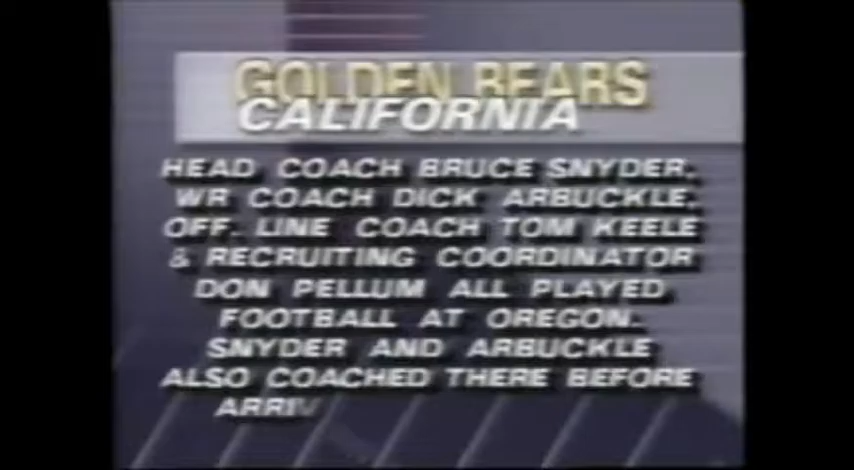 GOLDEN BEARS
CALIFORNIA
HEAD COACH BRUCE SNYDER,
WR COACH DICK ARBUCKLE,
OFF. LINE COACH TOM KEELE
& RECRUITING COORDINATOR
DON PELLUM ALL PLAYED
FOOTBALL AT OREGON.
SNYDER AND ARBUCKLE
ALSO COACHED THERE BEFORE
ARRIV